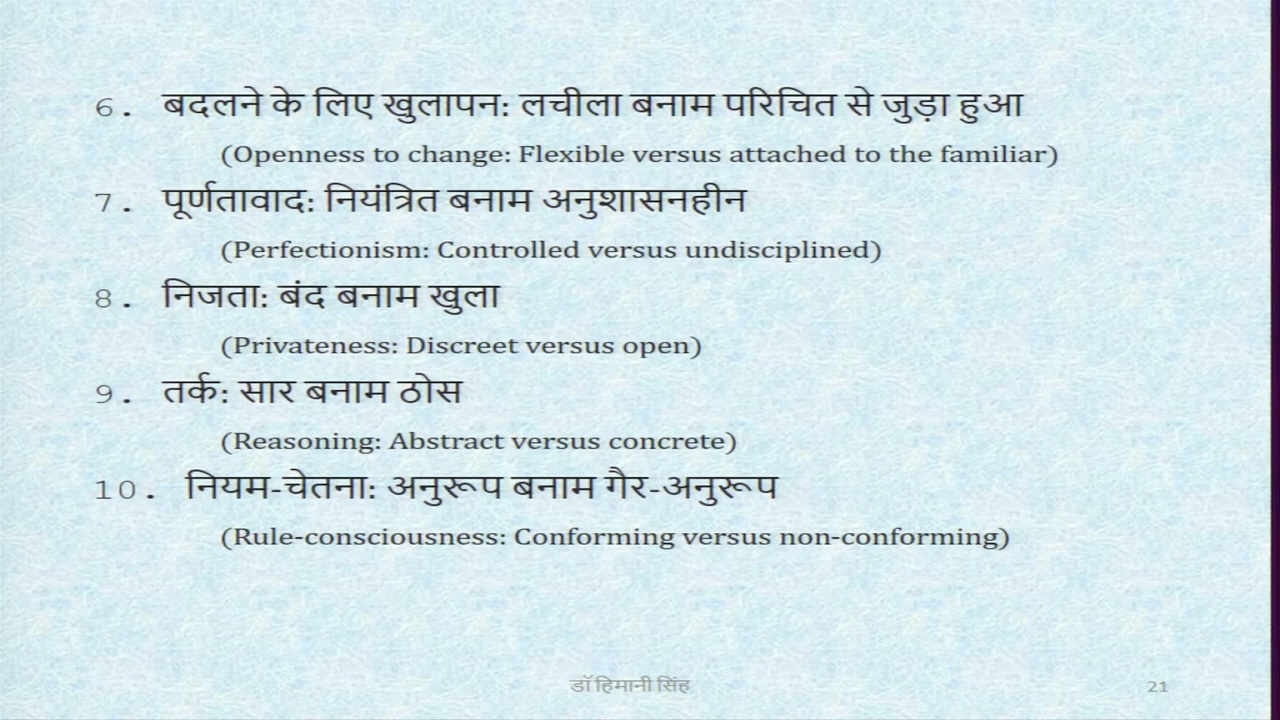 6. बदलने के लिए खुलापन: लचीला बनाम परिचित से जुड़ा हुआ
(Openness to change: Flexible versus attached to the familiar)
7. पूर्णतावाद: नियंत्रित बनाम अनुशासनहीन
(Perfectionism: Controlled versus undisciplined)
8. निजता: बंद बनाम खुला
(Privateness: Discreet versus open)
9. तर्क: सार बनाम ठोस
(Reasoning: Abstract versus concrete)
10. नियम-चेतना: अनुरूप बनाम गैर-अनुरूप
(Rule-consciousness: Conforming versus non-conforming)
डॉ हिमानी सिंह 21